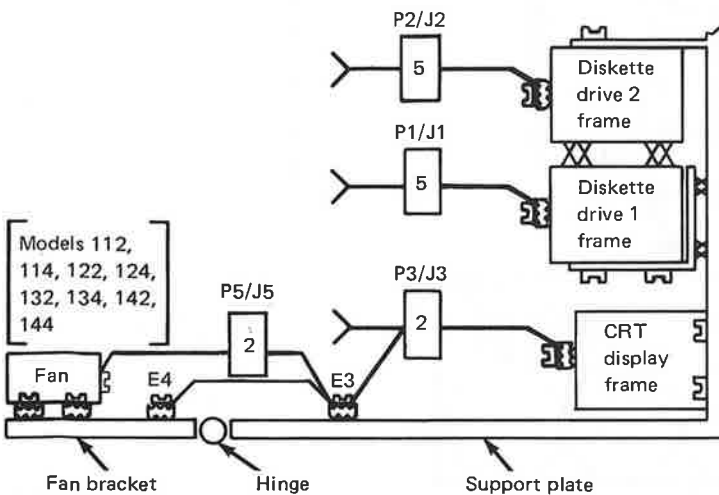 P2/J2
5
Diskette
drive 2
frame
P1/J1
5
Diskette
drive 1
frame
Models 112,
114, 122, 124,
132, 134, 142,
144
P5/J5
2
P3/J3
2
CRT
display
frame
Fan
E4
E3
Fan bracket
Hinge
Support plate